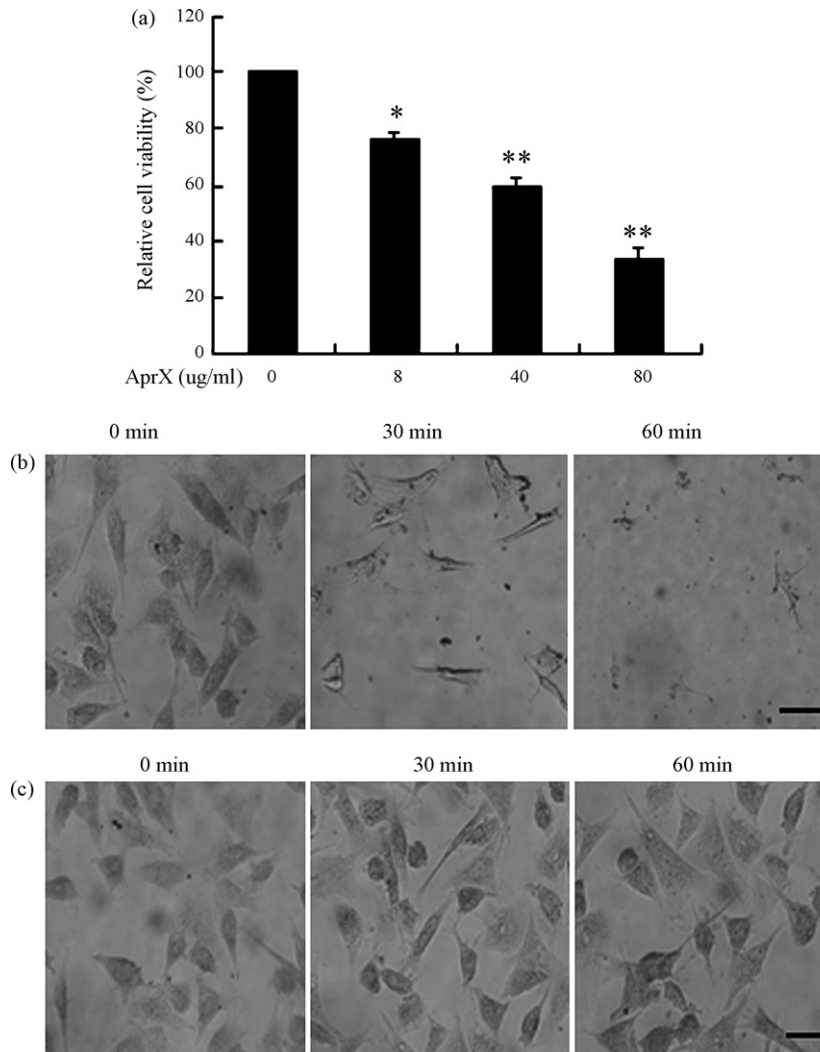 (a)
120
100
80
60
40
20
0
Relative cell viability (%)
*
**
**
AprX (ug/ml) 0 8 40 80
0 min 30 min 60 min
(b)
0 min 30 min 60 min
(c)